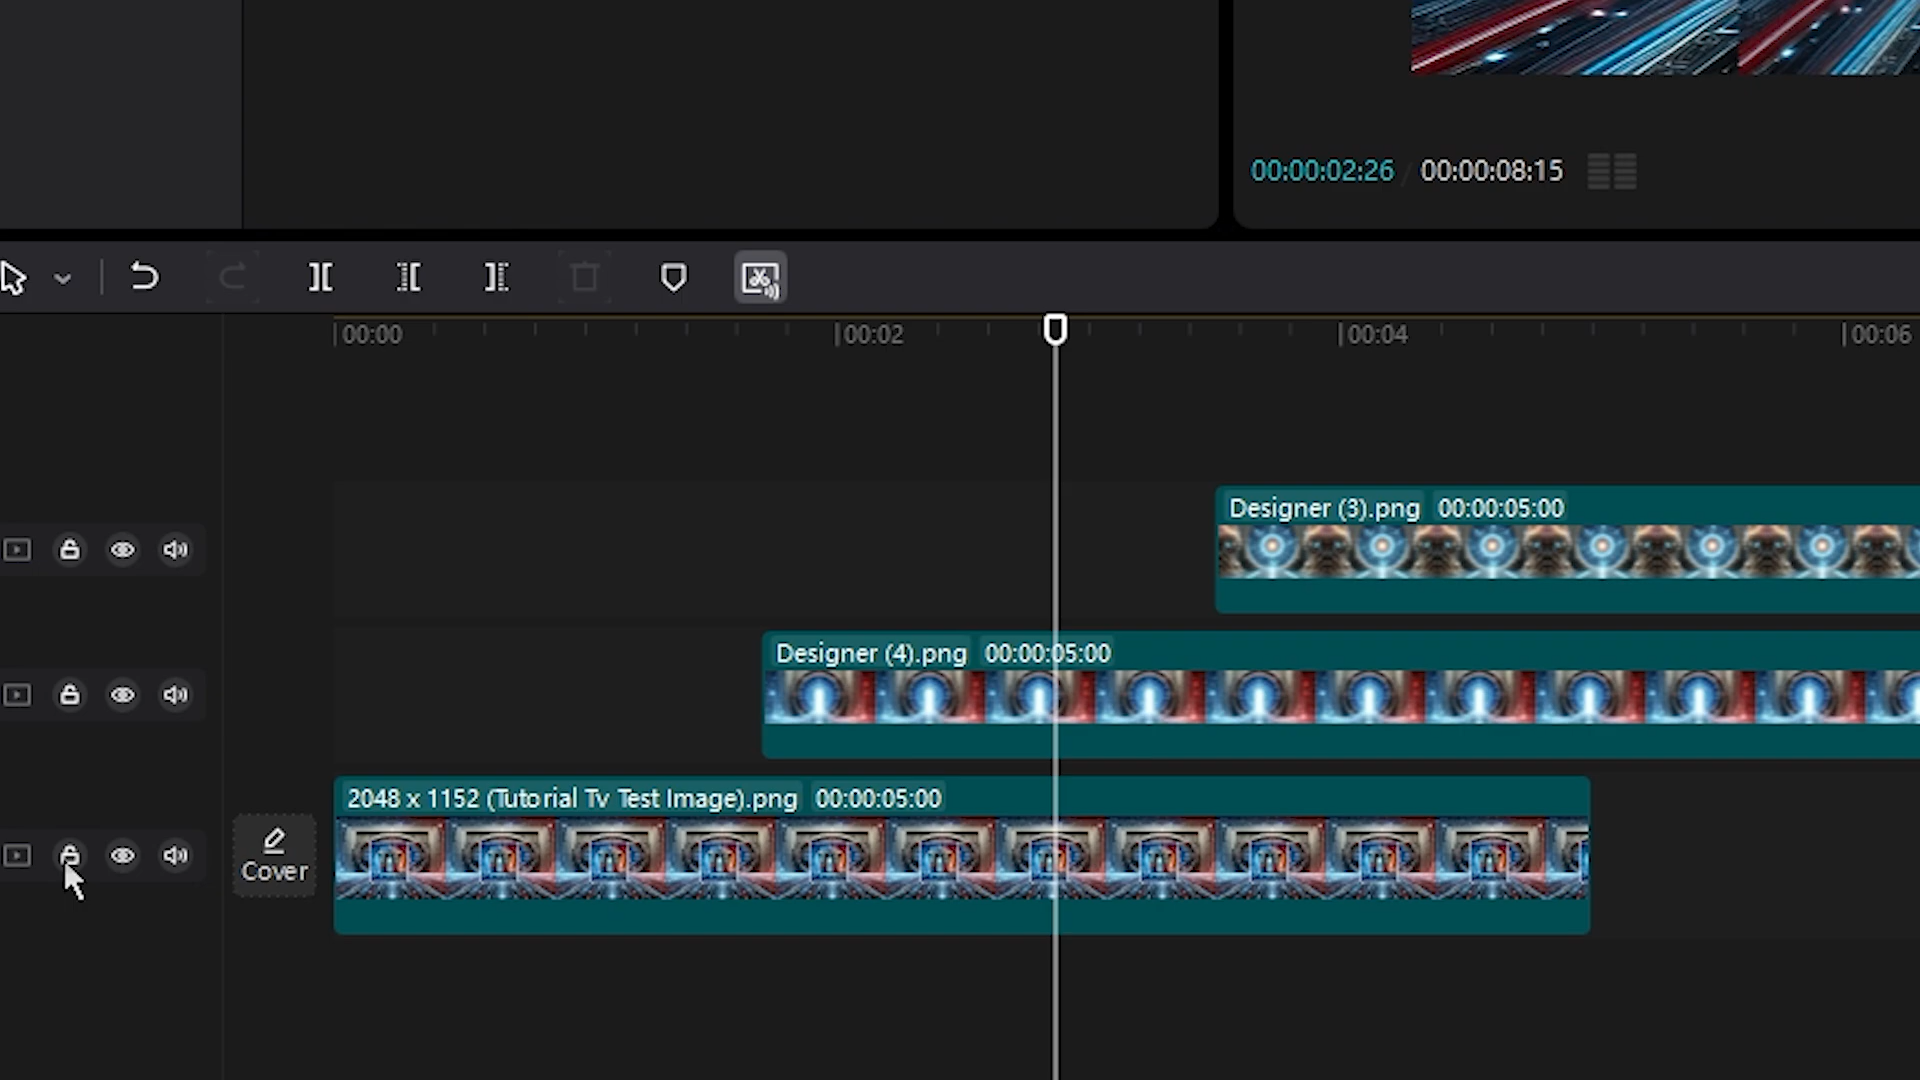 00:00:02:26 / 00:00:08:15
00:00
00:02
00:04
00:06
Designer (3).png 00:00:05:00
Designer (4).png 00:00:05:00
2048 x 1152 (Tutorial Tv Test Image).png 00:00:05:00
Cover